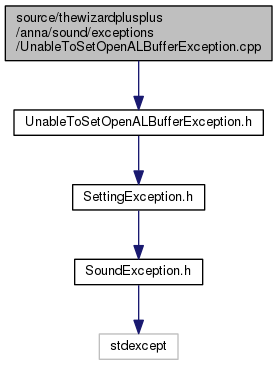 source/thewizardplusplus
/anna/sound/exceptions
/UnableToSetOpenALBufferException.cpp
UnableToSetOpenALBufferException.h
SettingException.h
SoundException.h
stdexcept